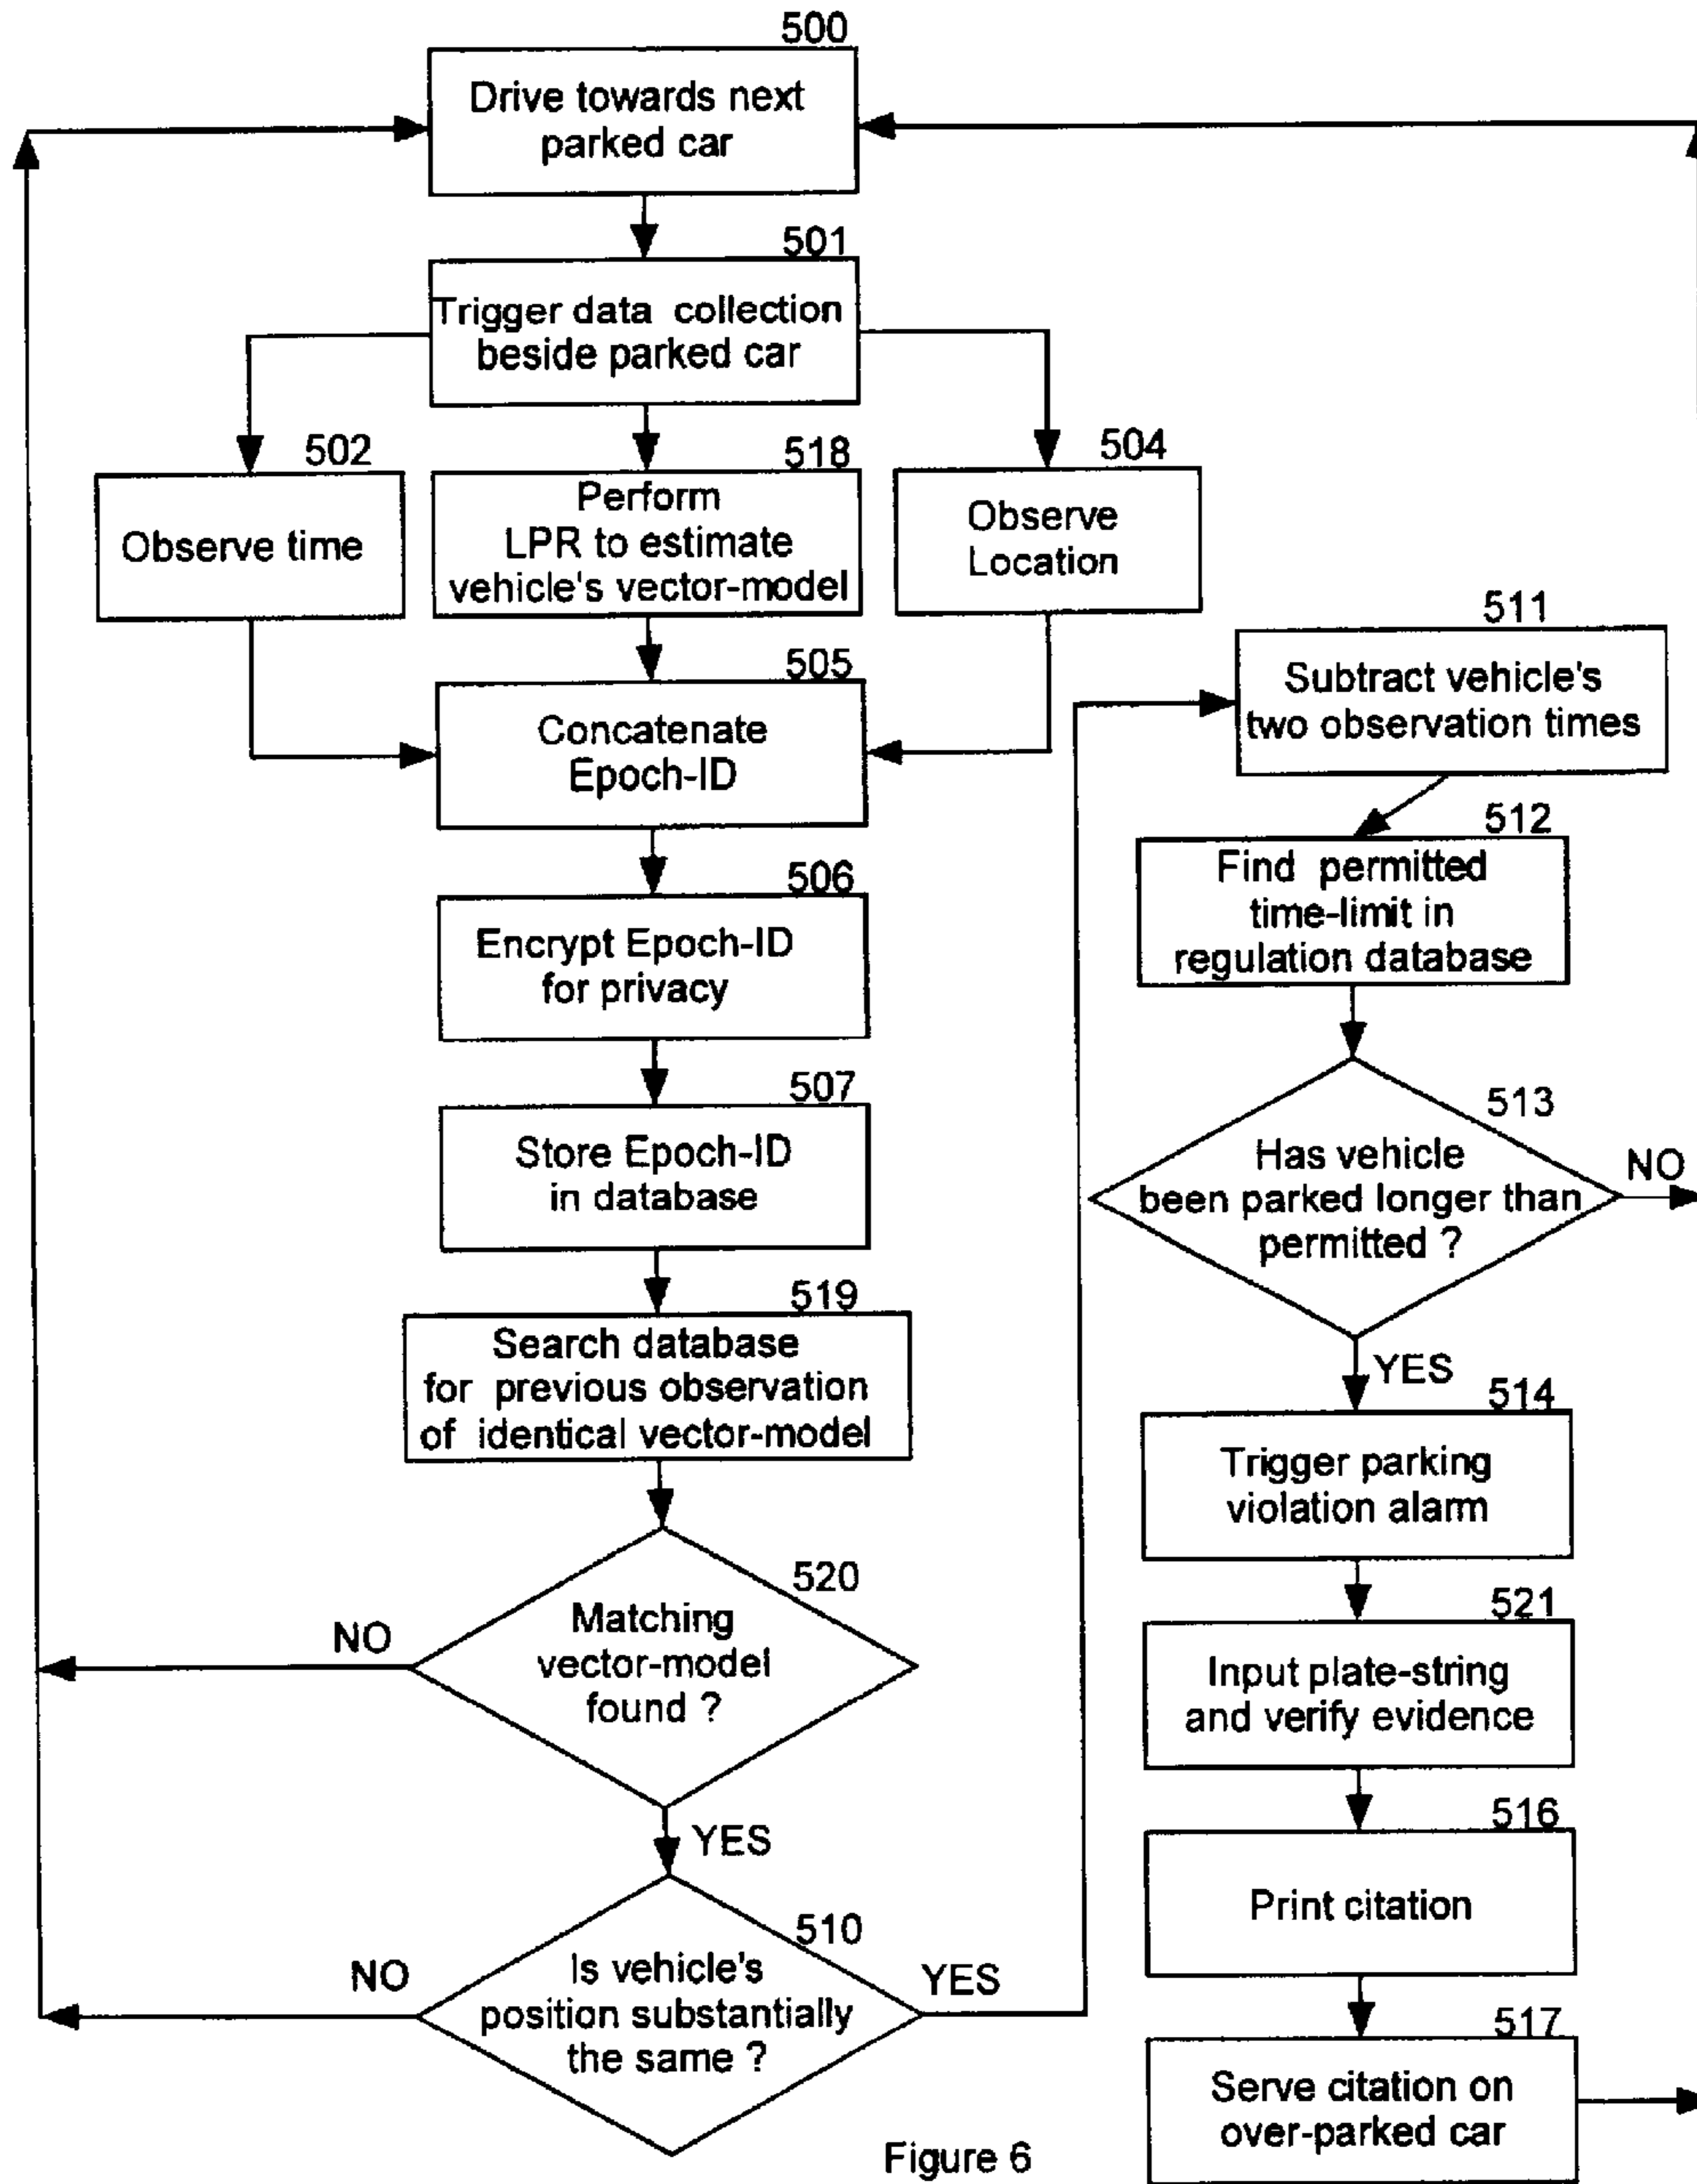 500
Drive towards next
parked car
501
Trigger data collection
beside parked car
502
Observe time
518
Perform
LPR to estimate
vehicle's vector-model
504
Observe
Location
505
Concatenate
Epoch-ID
506
Encrypt Epoch-ID
for privacy
507
Store Epoch-ID
in database
519
Search database
for previous observation
of identical vector-model
520
Matching
vector-model
found ?
NO
YES
510
Is vehicle's
position substantially
the same ?
NO
YES
511
Subtract vehicle's
two observation times
512
Find permitted
time-limit in
regulation database
513
Has vehicle
been parked longer than
permitted ?
NO
YES
514
Trigger parking
violation alarm
521
Input plate-string
and verify evidence
516
Print citation
517
Serve citation on
over-parked car
Figure 6